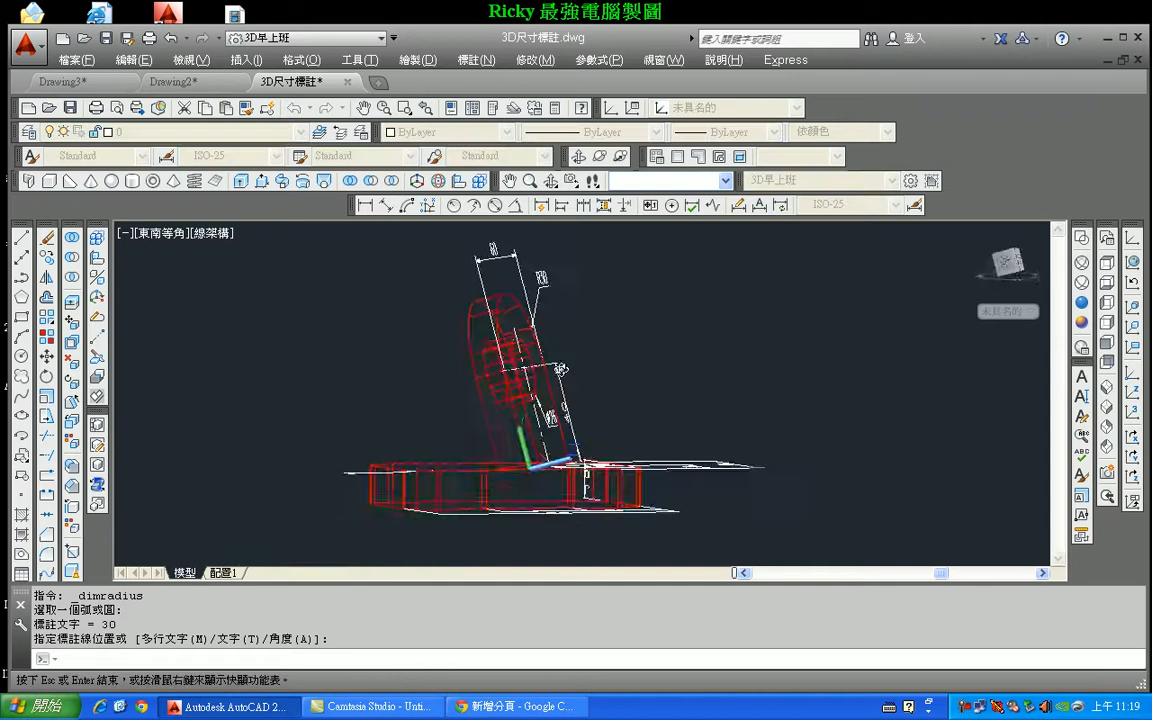 Ricky 最強電腦製圖
3D早上班
3D尺寸標註.dwg
鍵入關鍵字或詞組
登入
檔案(F) 編輯(E) 檢視(V) 插入(I) 格式(O) 工具(T) 繪製(D) 標註(N) 修改(M) 參數式(P) 視窗(W) 說明(H) Express
Drawing3* Drawing2* 3D尺寸標註*
未具名的
0 ByLayer ByLayer ByLayer 依顏色
Standard ISO-25 Standard Standard
3D早上班
ISO-25
[-][東南等角][線架構]
未具名的
模型 配置1
指令: _dimradius
選取一個弧或圓:
標註文字 = 30
指定標註線位置或 [多行文字(M)/文字(T)/角度(A)]:
按下 Esc 或 Enter 結束，或按滑鼠右鍵來顯示快顯功能表。
開始 Autodesk AutoCAD 2... Camtasia Studio - Unti... 新增分頁 - Google C... 上午 11:19